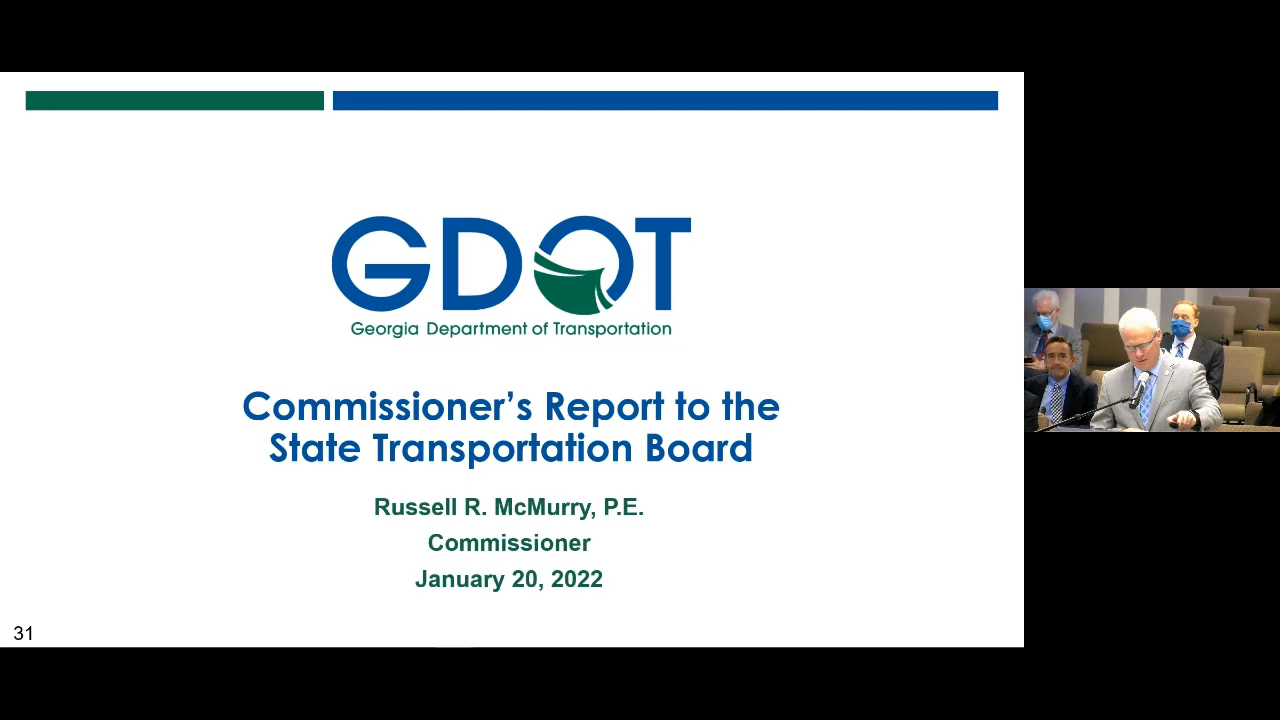 GDOT
Georgia Department of Transportation
Commissioner’s Report to the
State Transportation Board
Russell R. McMurry, P.E.
Commissioner
January 20, 2022
31